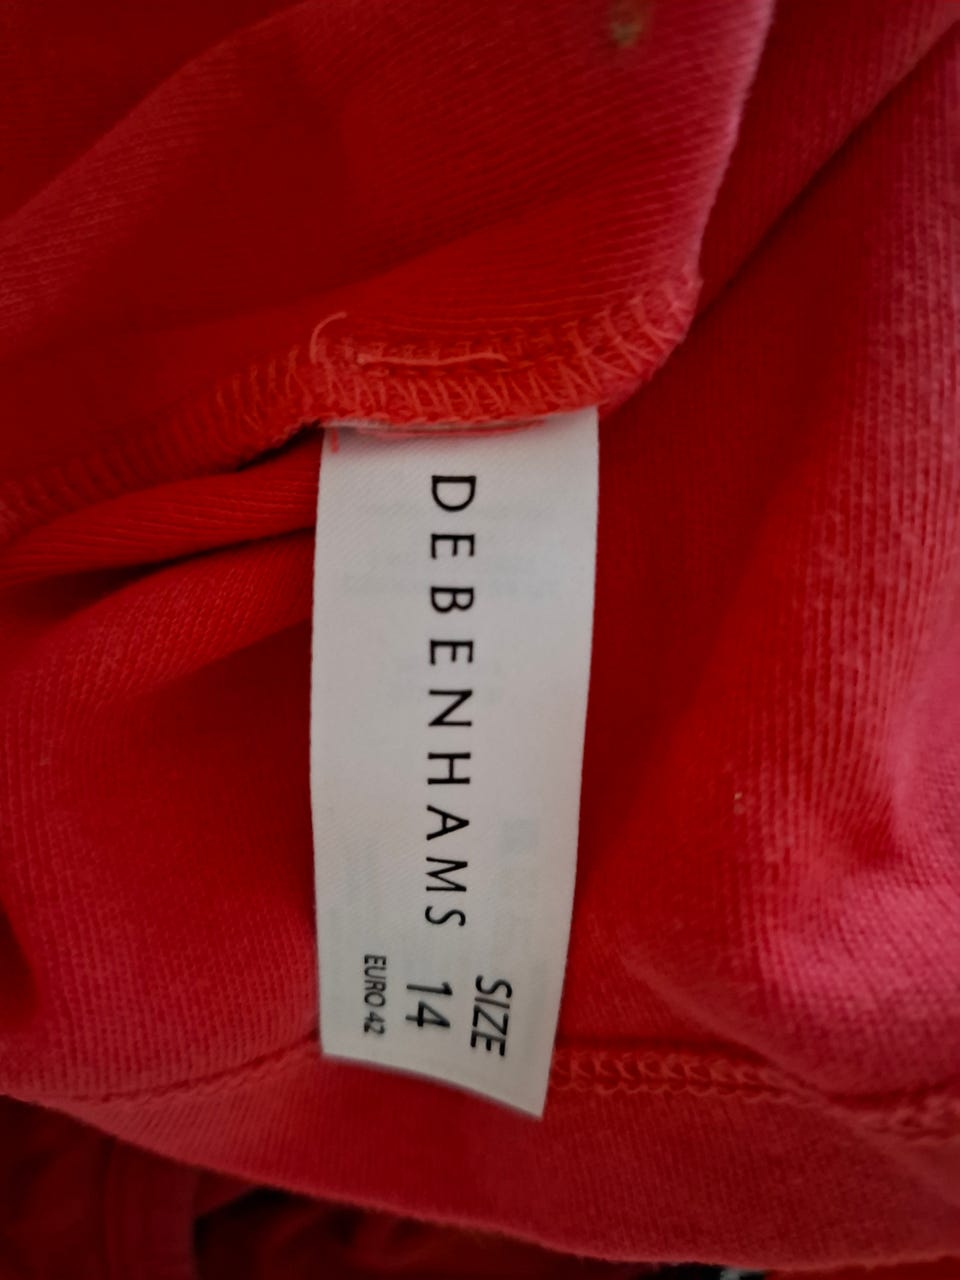 DEBENHAMS
SIZE
14
EURO 42